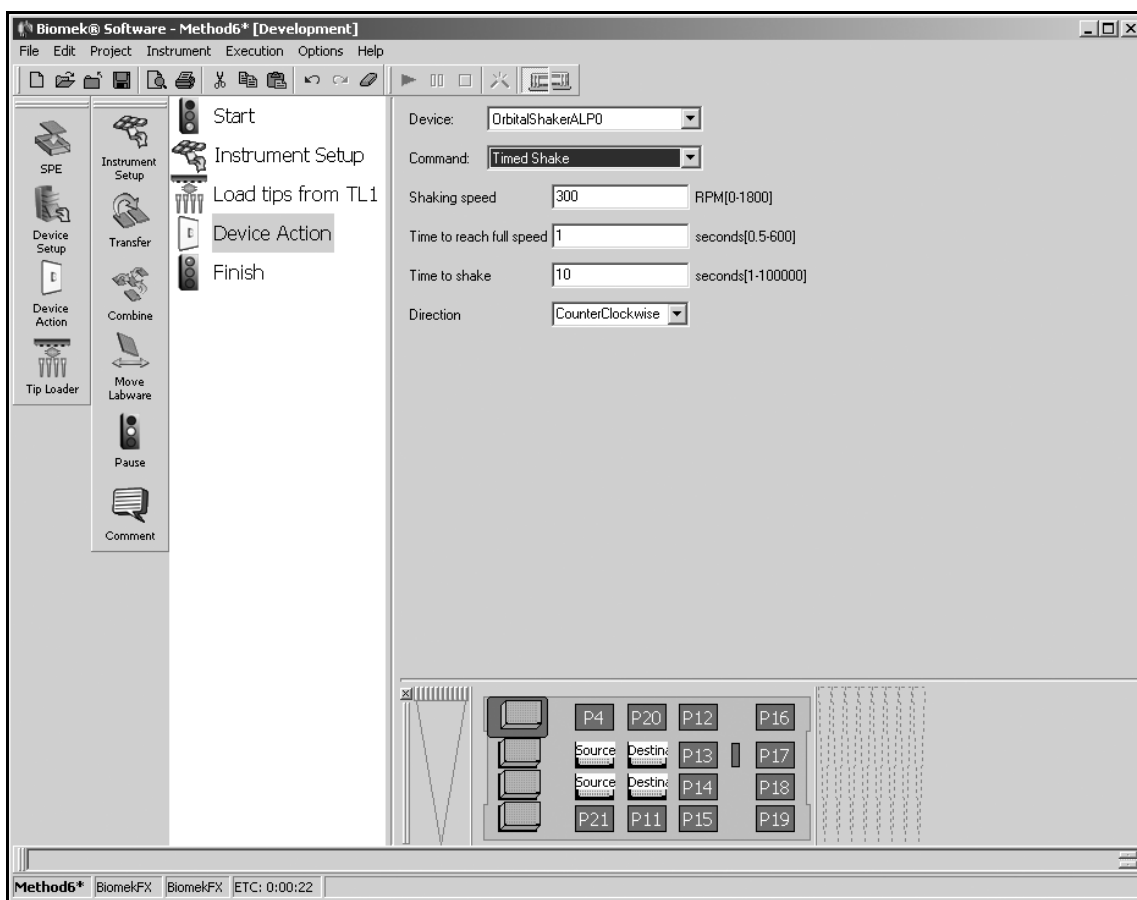 Biomek® Software - Method6* [Development]
File Edit Project Instrument Execution Options Help
SPE
Device
Setup
Device
Action
Tip Loader
Instrument
Setup
Transfer
Combine
Move
Labware
Pause
Comment
Start
Instrument Setup
Load tips from TL1
Device Action
Finish
Device: OrbitalShakerALP0
Command: Timed Shake
Shaking speed 300 RPM[0-1800]
Time to reach full speed 1 seconds[0.5-600]
Time to shake 10 seconds[1-100000]
Direction CounterClockwise
P4 P20 P12 P16
Source Destina P13 P17
Source Destina P14 P18
P21 P11 P15 P19
Method6* BiomekFX BiomekFX ETC: 0:00:22